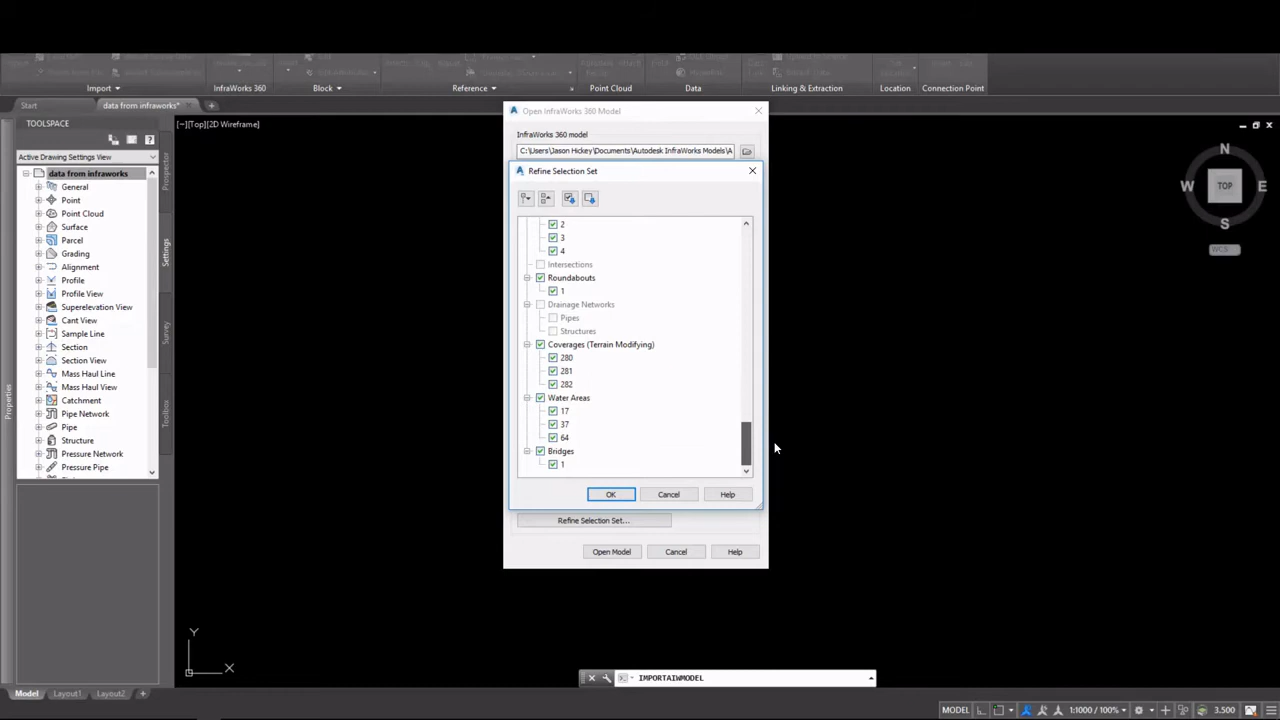 Import
InfraWorks 360
Block
Reference
Point Cloud
Data
Linking & Extraction
Location
Connection Point
Start
data from infraworks*
TOOLSPACE
[−][Top][2D Wireframe]
Active Drawing Settings View
data from infraworks
General
Point
Point Cloud
Surface
Parcel
Grading
Alignment
Profile
Profile View
Superelevation View
Cant View
Sample Line
Section
Section View
Mass Haul Line
Mass Haul View
Catchment
Pipe Network
Pipe
Structure
Pressure Network
Pressure Pipe
Prospector
Settings
Survey
Toolbox
Properties
Open InfraWorks 360 Model
InfraWorks 360 model
C:\Users\Jason Hickey\Documents\Autodesk InfraWorks Models\A
Refine Selection Set
2
3
4
Intersections
Roundabouts
1
Drainage Networks
Pipes
Structures
Coverages (Terrain Modifying)
280
281
282
Water Areas
17
37
64
Bridges
1
OK
Cancel
Help
Refine Selection Set...
Open Model
Cancel
Help
N
W
TOP
E
S
WCS
Y
X
IMPORTAIWMODEL
Model
Layout1
Layout2
MODEL
1:1000 / 100%
3.500